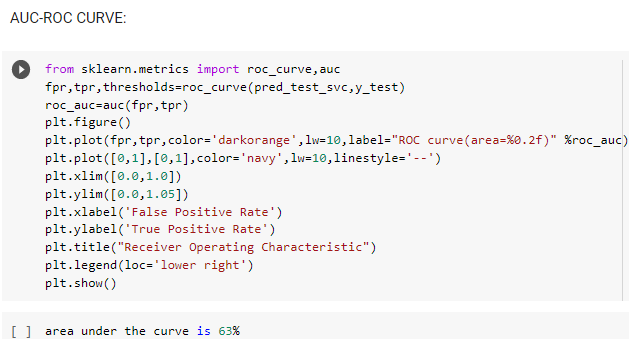 AUC-ROC CURVE:
from sklearn.metrics import roc_curve,auc
fpr,tpr,thresholds=roc_curve(pred_test_svc,y_test)
roc_auc=auc(fpr,tpr)
plt.figure()
plt.plot(fpr,tpr,color='darkorange',lw=10,label="ROC curve(area=%0.2f)" %roc_auc)
plt.plot([0,1],[0,1],color='navy',lw=10,linestyle='--')
plt.xlim([0.0,1.0])
plt.ylim([0.0,1.05])
plt.xlabel('False Positive Rate')
plt.ylabel('True Positive Rate')
plt.title("Receiver Operating Characteristic")
plt.legend(loc='lower right')
plt.show()
[ ] area under the curve is 63%